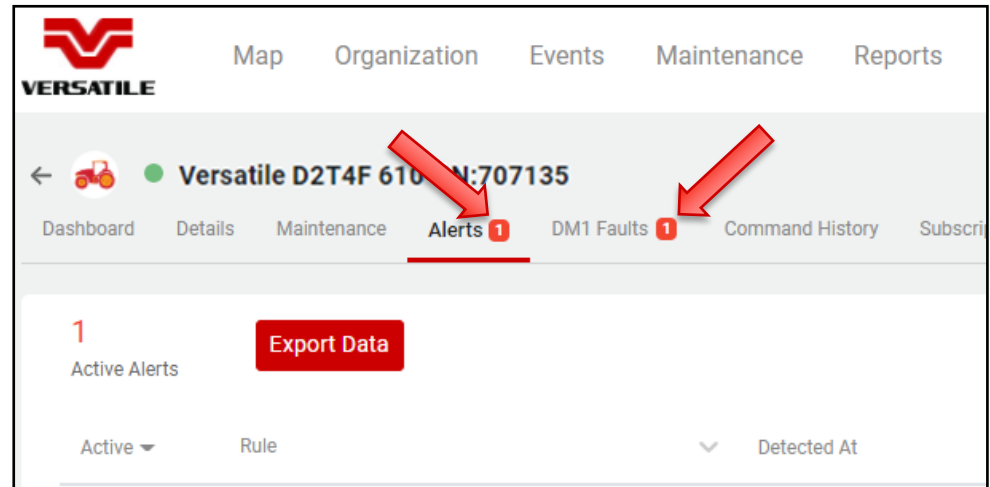 VERSATILE
Map Organization Events Maintenance Reports
Versatile D2T4F 610 N:707135
Dashboard Details Maintenance Alerts 1 DM1 Faults 1 Command History
1
Active Alerts
Export Data
Active Rule Detected At